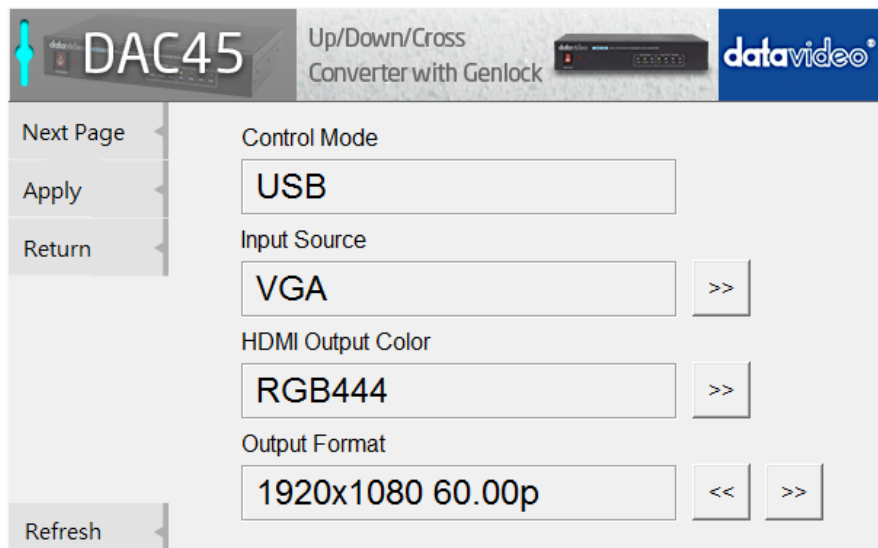 DAC45
Up/Down/Cross
Converter with Genlock
datavideo®
Next Page
Apply
Return
Control Mode
USB
Input Source
VGA
>>
HDMI Output Color
RGB444
>>
Output Format
1920x1080 60.00p
<< >>
Refresh